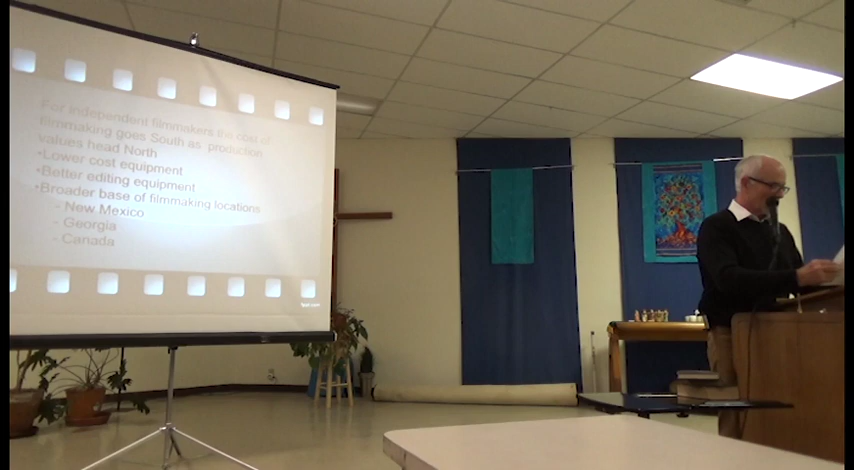 For independent filmmakers the cost of
filmmaking goes South as production
values head North
•Lower cost equipment
•Better editing equipment
•Broader base of filmmaking locations
- New Mexico
- Georgia
- Canada